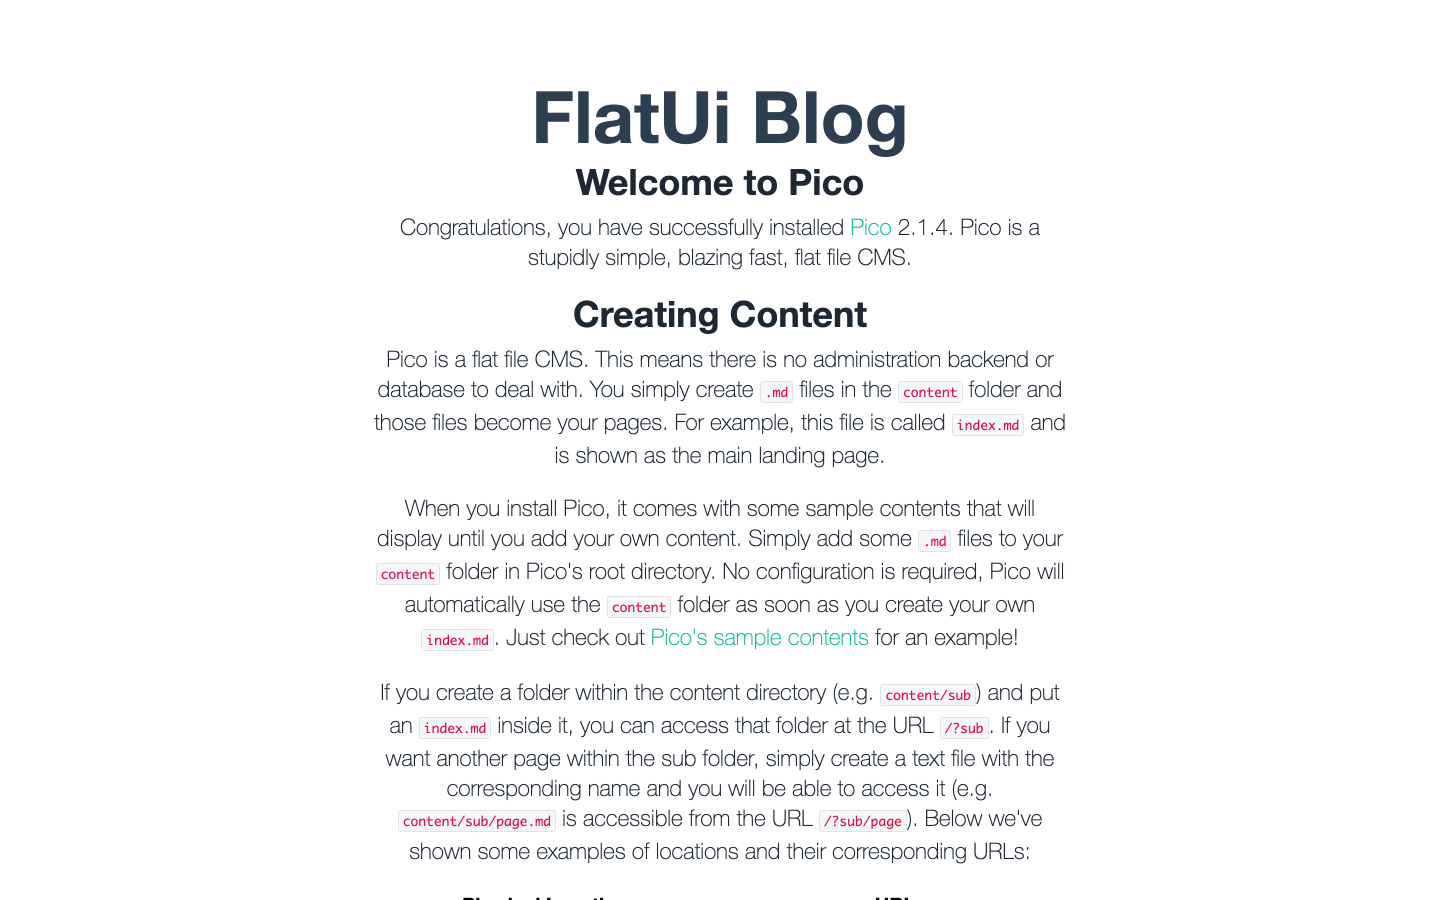 FlatUi Blog
Welcome to Pico
Congratulations, you have successfully installed Pico 2.1.4. Pico is a
stupidly simple, blazing fast, flat file CMS.
Creating Content
Pico is a flat file CMS. This means there is no administration backend or
database to deal with. You simply create .md files in the content folder and
those files become your pages. For example, this file is called index.md and
is shown as the main landing page.
When you install Pico, it comes with some sample contents that will
display until you add your own content. Simply add some .md files to your
content folder in Pico's root directory. No configuration is required, Pico will
automatically use the content folder as soon as you create your own
index.md. Just check out Pico's sample contents for an example!
If you create a folder within the content directory (e.g. content/sub) and put
an index.md inside it, you can access that folder at the URL /?sub. If you
want another page within the sub folder, simply create a text file with the
corresponding name and you will be able to access it (e.g.
content/sub/page.md is accessible from the URL /?sub/page). Below we've
shown some examples of locations and their corresponding URLs: